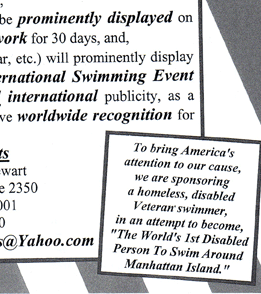 be prominently displayed on
work for 30 days, and,
ar, etc.) will prominently display
ernational Swimming Event
international publicity, as a
ve worldwide recognition for
ts
wart
e 2350
001
0
s@Yahoo.com
To bring America's
attention to our cause,
we are sponsoring
a homeless, disabled
Veteran swimmer,
in an attempt to become,
"The World's 1st Disabled
Person To Swim Around
Manhattan Island."